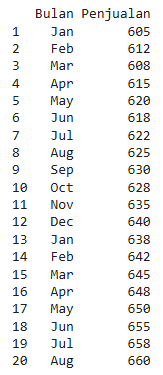 Bulan Penjualan
1 Jan 605
2 Feb 612
3 Mar 608
4 Apr 615
5 May 620
6 Jun 618
7 Jul 622
8 Aug 625
9 Sep 630
10 Oct 628
11 Nov 635
12 Dec 640
13 Jan 638
14 Feb 642
15 Mar 645
16 Apr 648
17 May 650
18 Jun 655
19 Jul 658
20 Aug 660